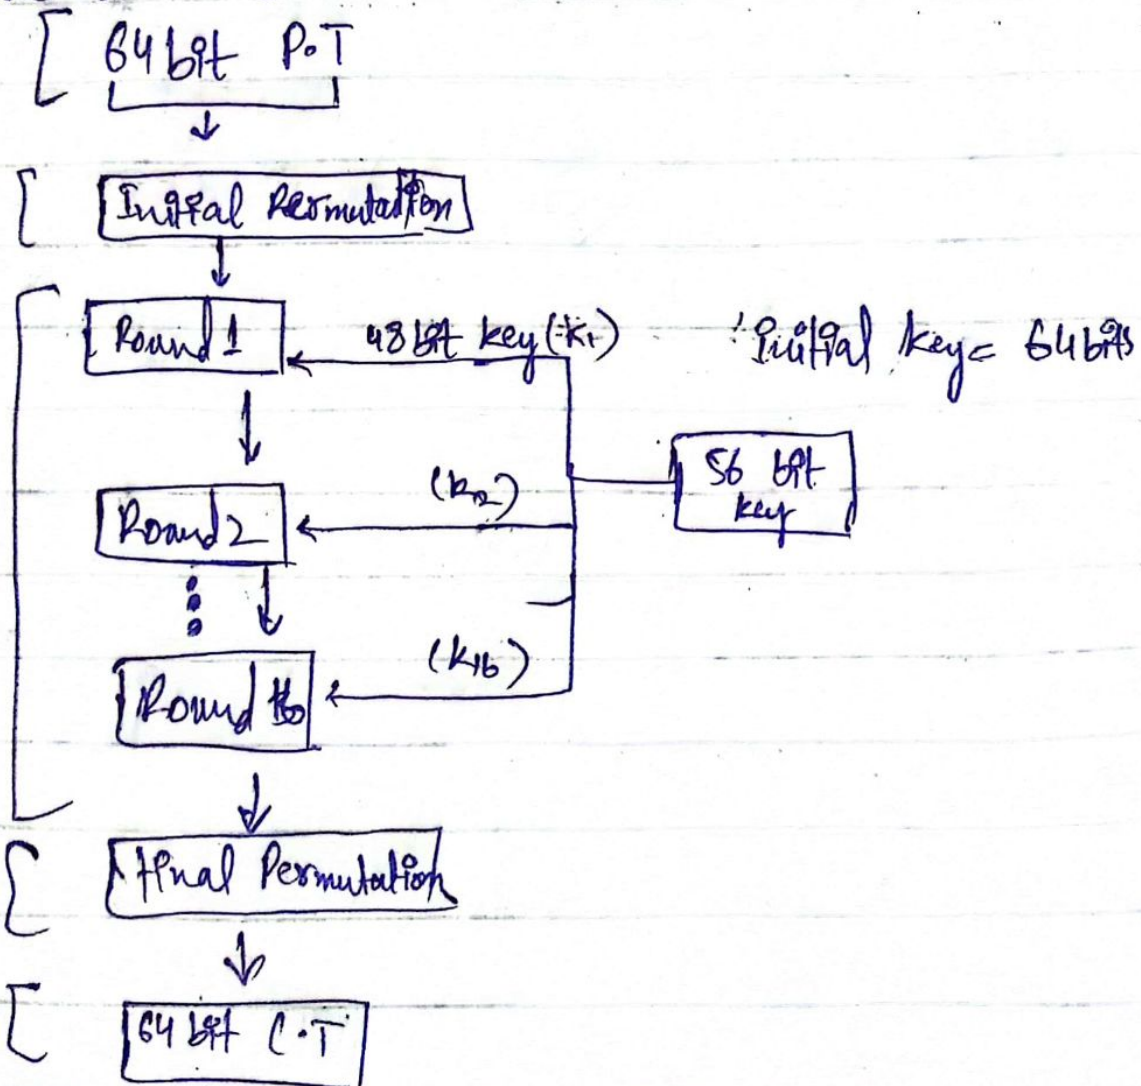 64 bit P.T
Initial Permutation
Round 1
48 bit key (K1)
Initial key = 64 bits
56 bit
key
(K2)
Round 2
(K16)
Round 16
Final Permutation
64 bit C.T